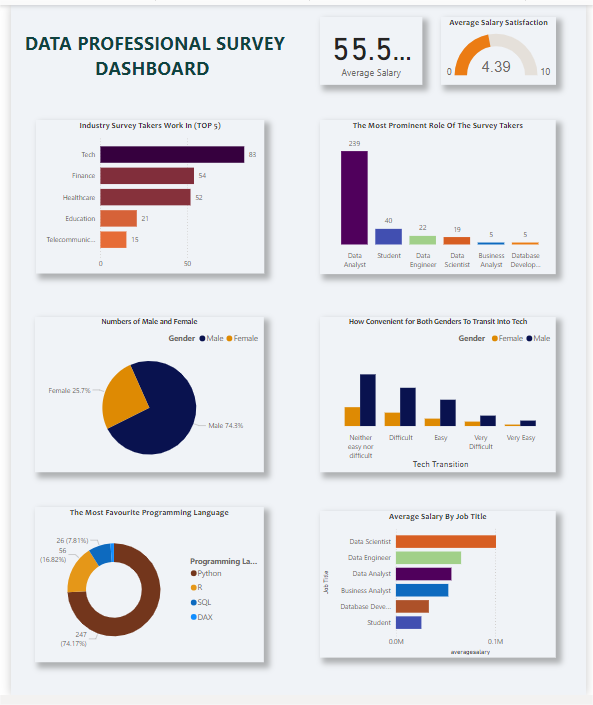 DATA PROFESSIONAL SURVEY
DASHBOARD
55.5...
Average Salary
Average Salary Satisfaction
4.39
0
10
Industry Survey Takers Work In (TOP 5)
Tech
83
Finance
54
Healthcare
52
Education
21
Telecommunic...
15
0
50
The Most Prominent Role Of The Survey Takers
239
40
22
19
5
5
Data
Analyst
Student
Data
Engineer
Data
Scientist
Business
Analyst
Database
Develop...
Numbers of Male and Female
Gender Male Female
Female 25.7%
Male 74.3%
How Convenient for Both Genders To Transit Into Tech
Gender Female Male
Neither
easy nor
difficult
Difficult
Easy
Very
Difficult
Very Easy
Tech Transition
The Most Favourite Programming Language
26 (7.81%)
56
(16.82%)
247
(74.17%)
Programming La...
Python
R
SQL
DAX
Average Salary By Job Title
Job Title
Data Scientist
Data Engineer
Data Analyst
Business Analyst
Database Deve...
Student
0.0M
0.1M
averagesalary